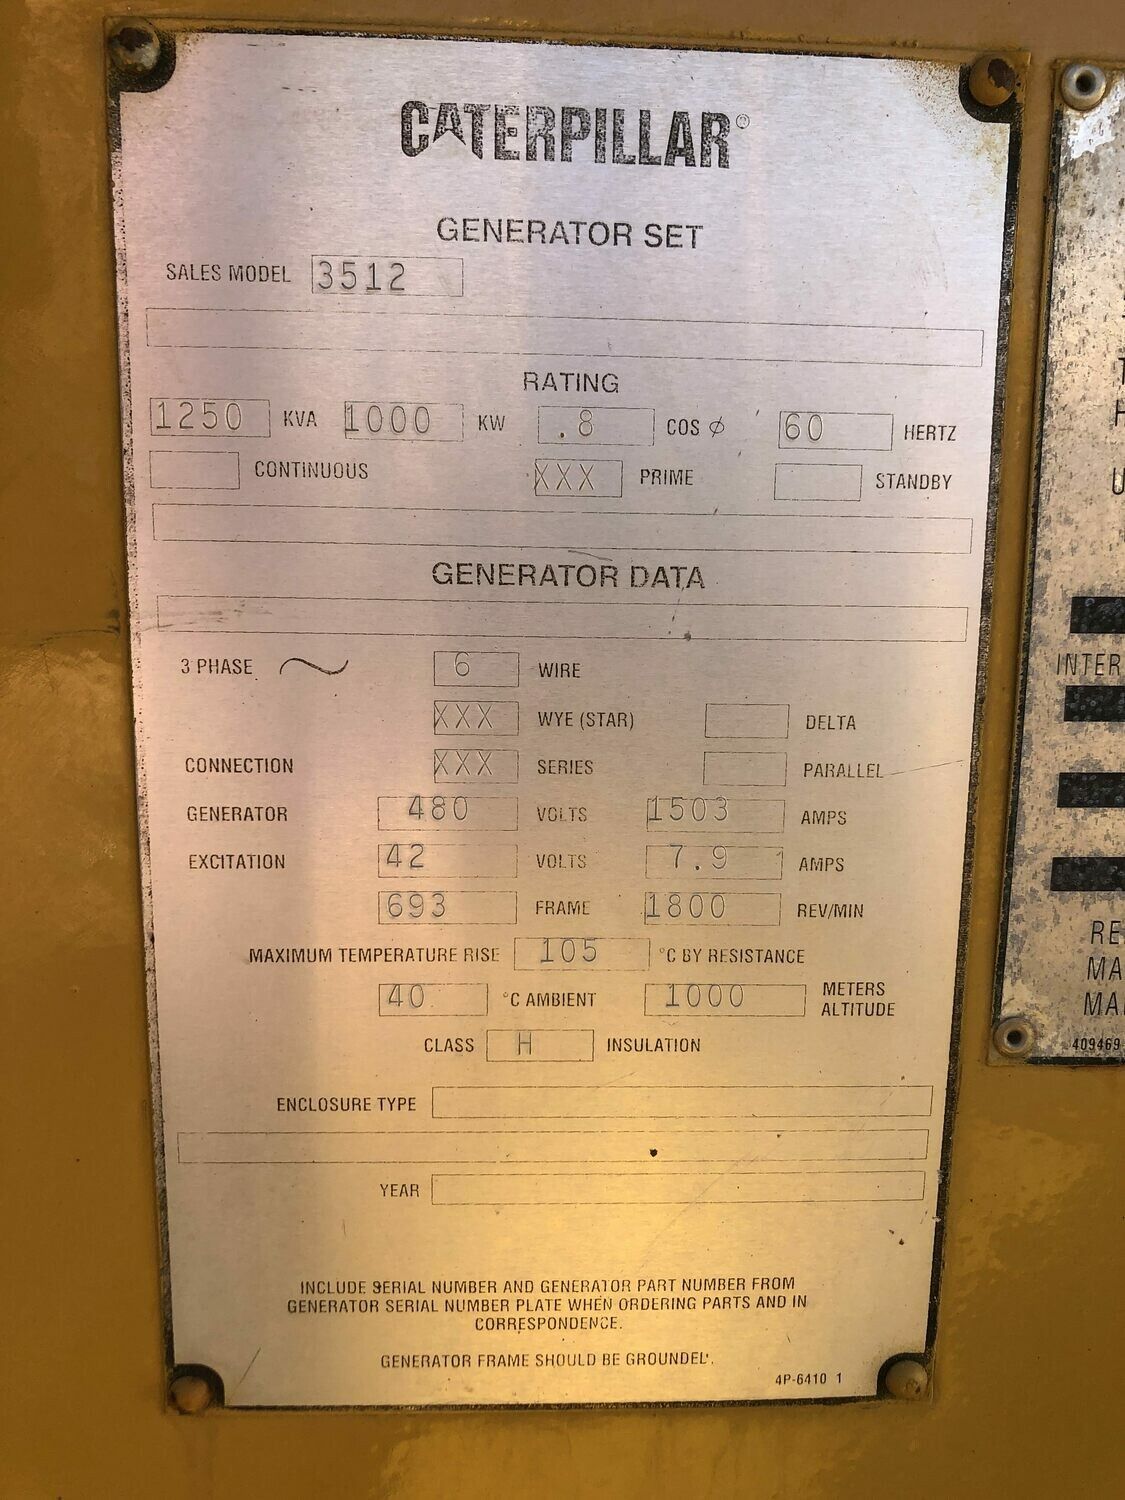 CATERPILLAR®
GENERATOR SET
SALES MODEL 3512
RATING
1250 KVA 1000 KW .8 COS ϕ 60 HERTZ
CONTINUOUS XXX PRIME STANDBY
GENERATOR DATA
3 PHASE 6 WIRE
XXX WYE (STAR) DELTA
CONNECTION XXX SERIES PARALLEL
GENERATOR 480 VOLTS 1503 AMPS
EXCITATION 42 VOLTS 7.9 AMPS
693 FRAME 1800 REV/MIN
MAXIMUM TEMPERATURE RISE 105 °C BY RESISTANCE
40 °C AMBIENT 1000 METERS ALTITUDE
CLASS H INSULATION
ENCLOSURE TYPE
YEAR
INCLUDE SERIAL NUMBER AND GENERATOR PART NUMBER FROM
GENERATOR SERIAL NUMBER PLATE WHEN ORDERING PARTS AND IN
CORRESPONDENCE.
GENERATOR FRAME SHOULD BE GROUNDED.
4P-6410 1
INTER
RE
MA
MA
409469